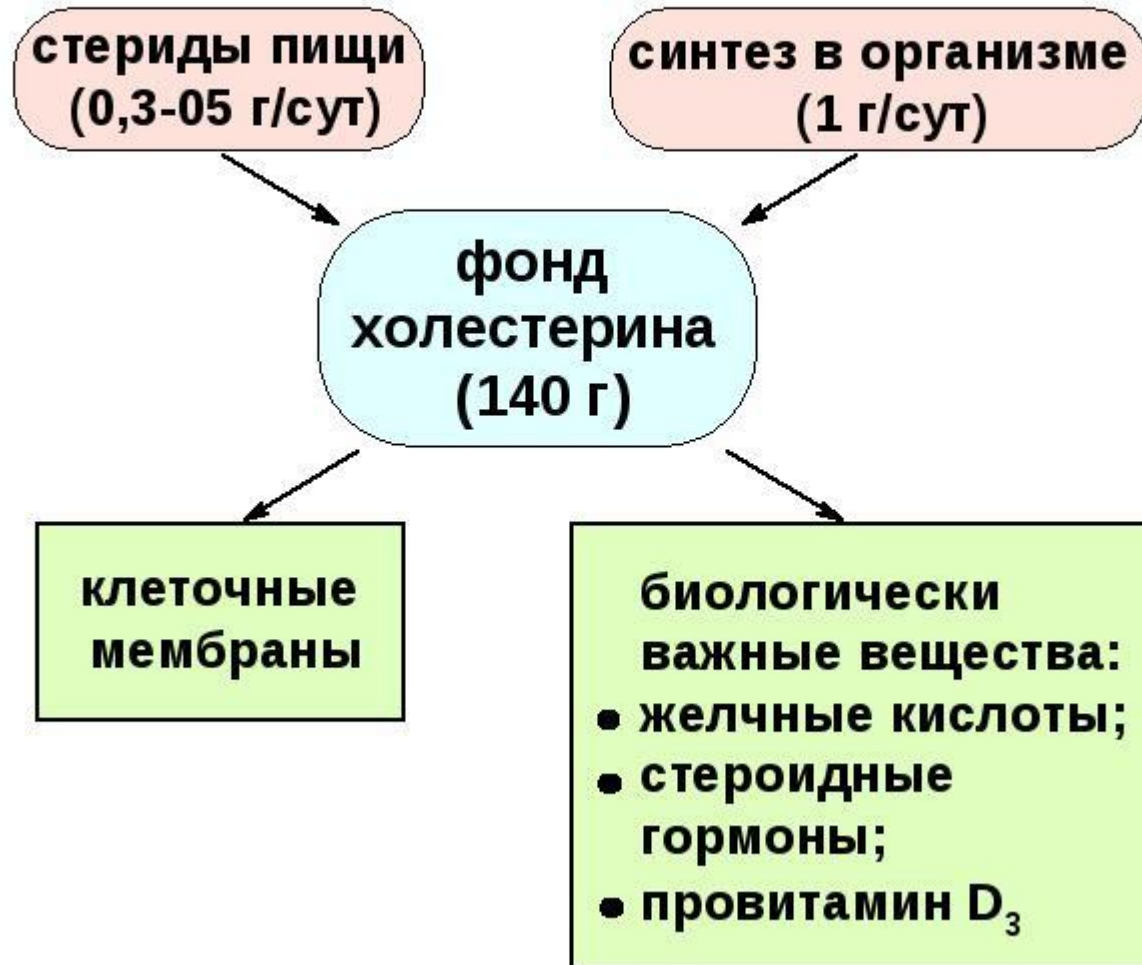 стериды пищи
(0,3-05 г/сут)
синтез в организме
(1 г/сут)
фонд
холестерина
(140 г)
клеточные
мембраны
биологически
важные вещества:
• желчные кислоты;
• стероидные
гормоны;
• провитамин D₃